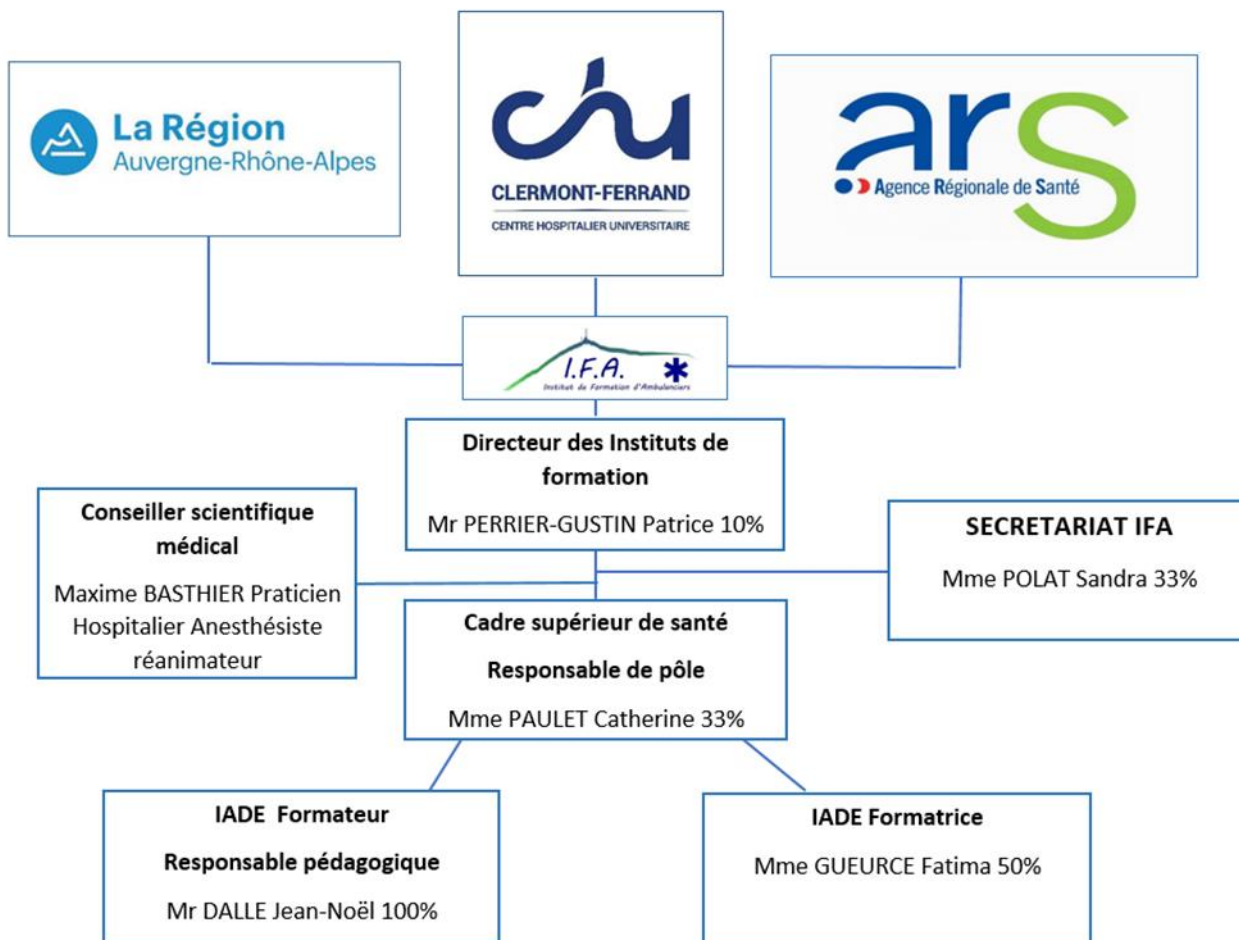 La Région
Auvergne-Rhône-Alpes
chu
CLERMONT-FERRAND
CENTRE HOSPITALIER UNIVERSITAIRE
ars
Agence Régionale de Santé
I.F.A.
Institut de Formation d'Ambulanciers
Directeur des Instituts de
formation
Mr PERRIER-GUSTIN Patrice 10%
Conseiller scientifique
médical
Maxime BASTHIER Praticien
Hospitalier Anesthésiste
réanimateur
SECRETARIAT IFA
Mme POLAT Sandra 33%
Cadre supérieur de santé
Responsable de pôle
Mme PAULET Catherine 33%
IADE Formateur
Responsable pédagogique
Mr DALLE Jean-Noël 100%
IADE Formatrice
Mme GUEURCE Fatima 50%